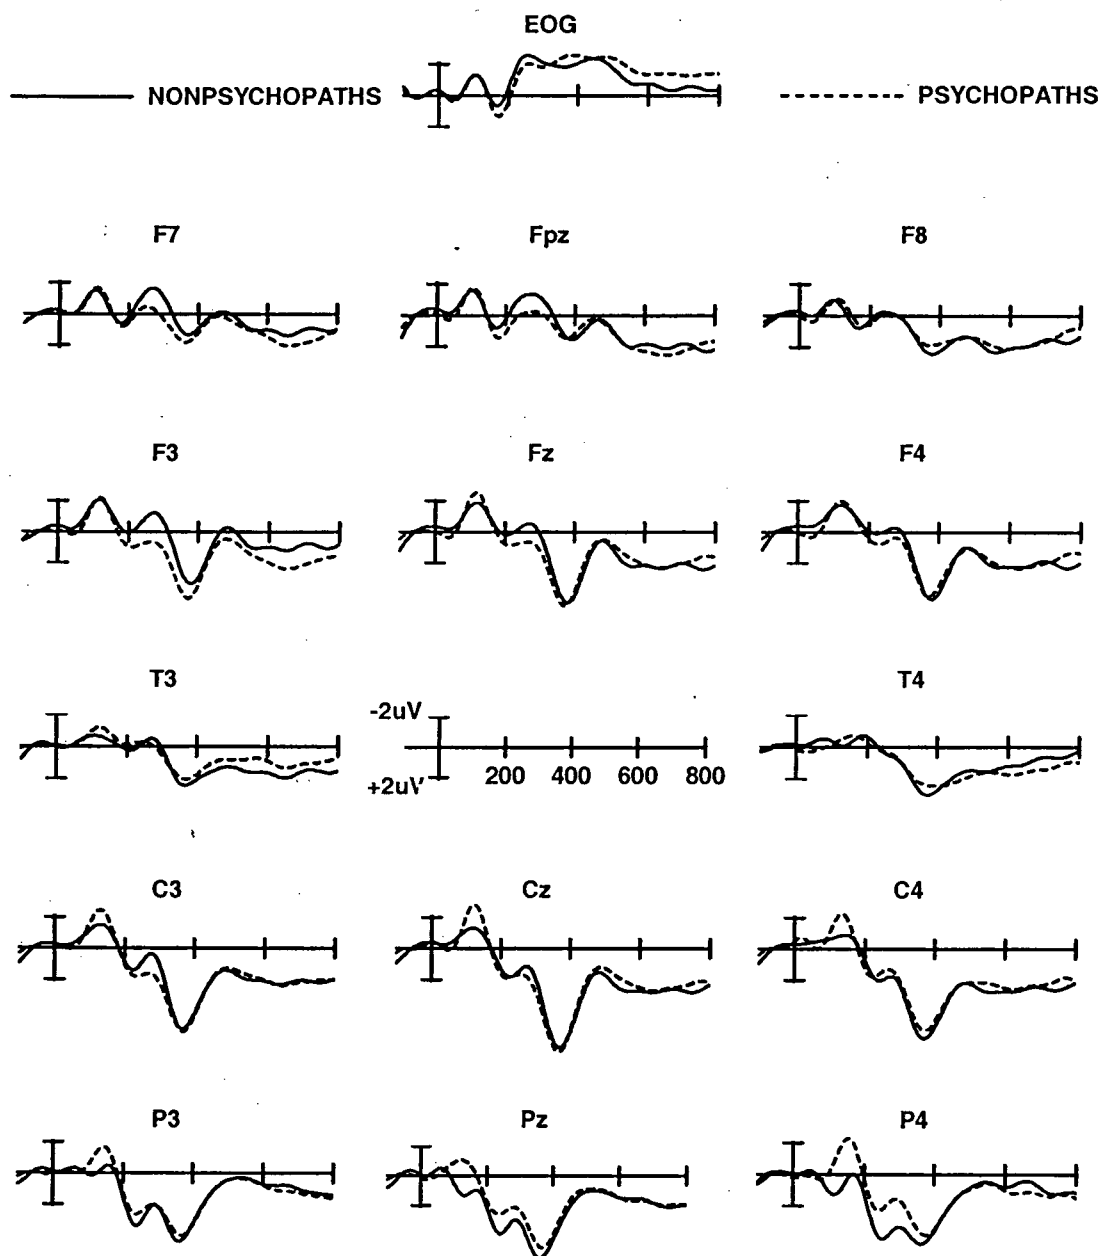 EOG
NONPSYCHOPATHS
PSYCHOPATHS
F7 Fpz F8
F3 Fz F4
T3 T4
-2uV
+2uV
200 400 600 800
C3 Cz C4
P3 Pz P4